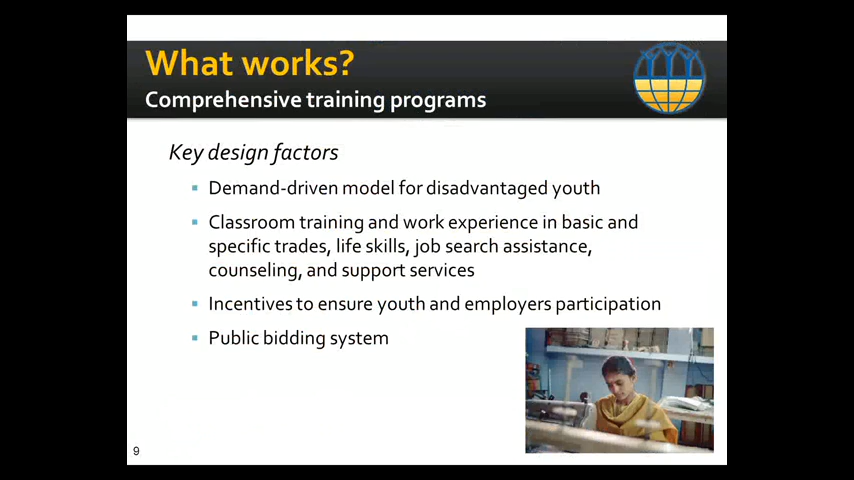 What works?
Comprehensive training programs
Key design factors
Demand-driven model for disadvantaged youth
Classroom training and work experience in basic and
specific trades, life skills, job search assistance,
counseling, and support services
Incentives to ensure youth and employers participation
Public bidding system
9